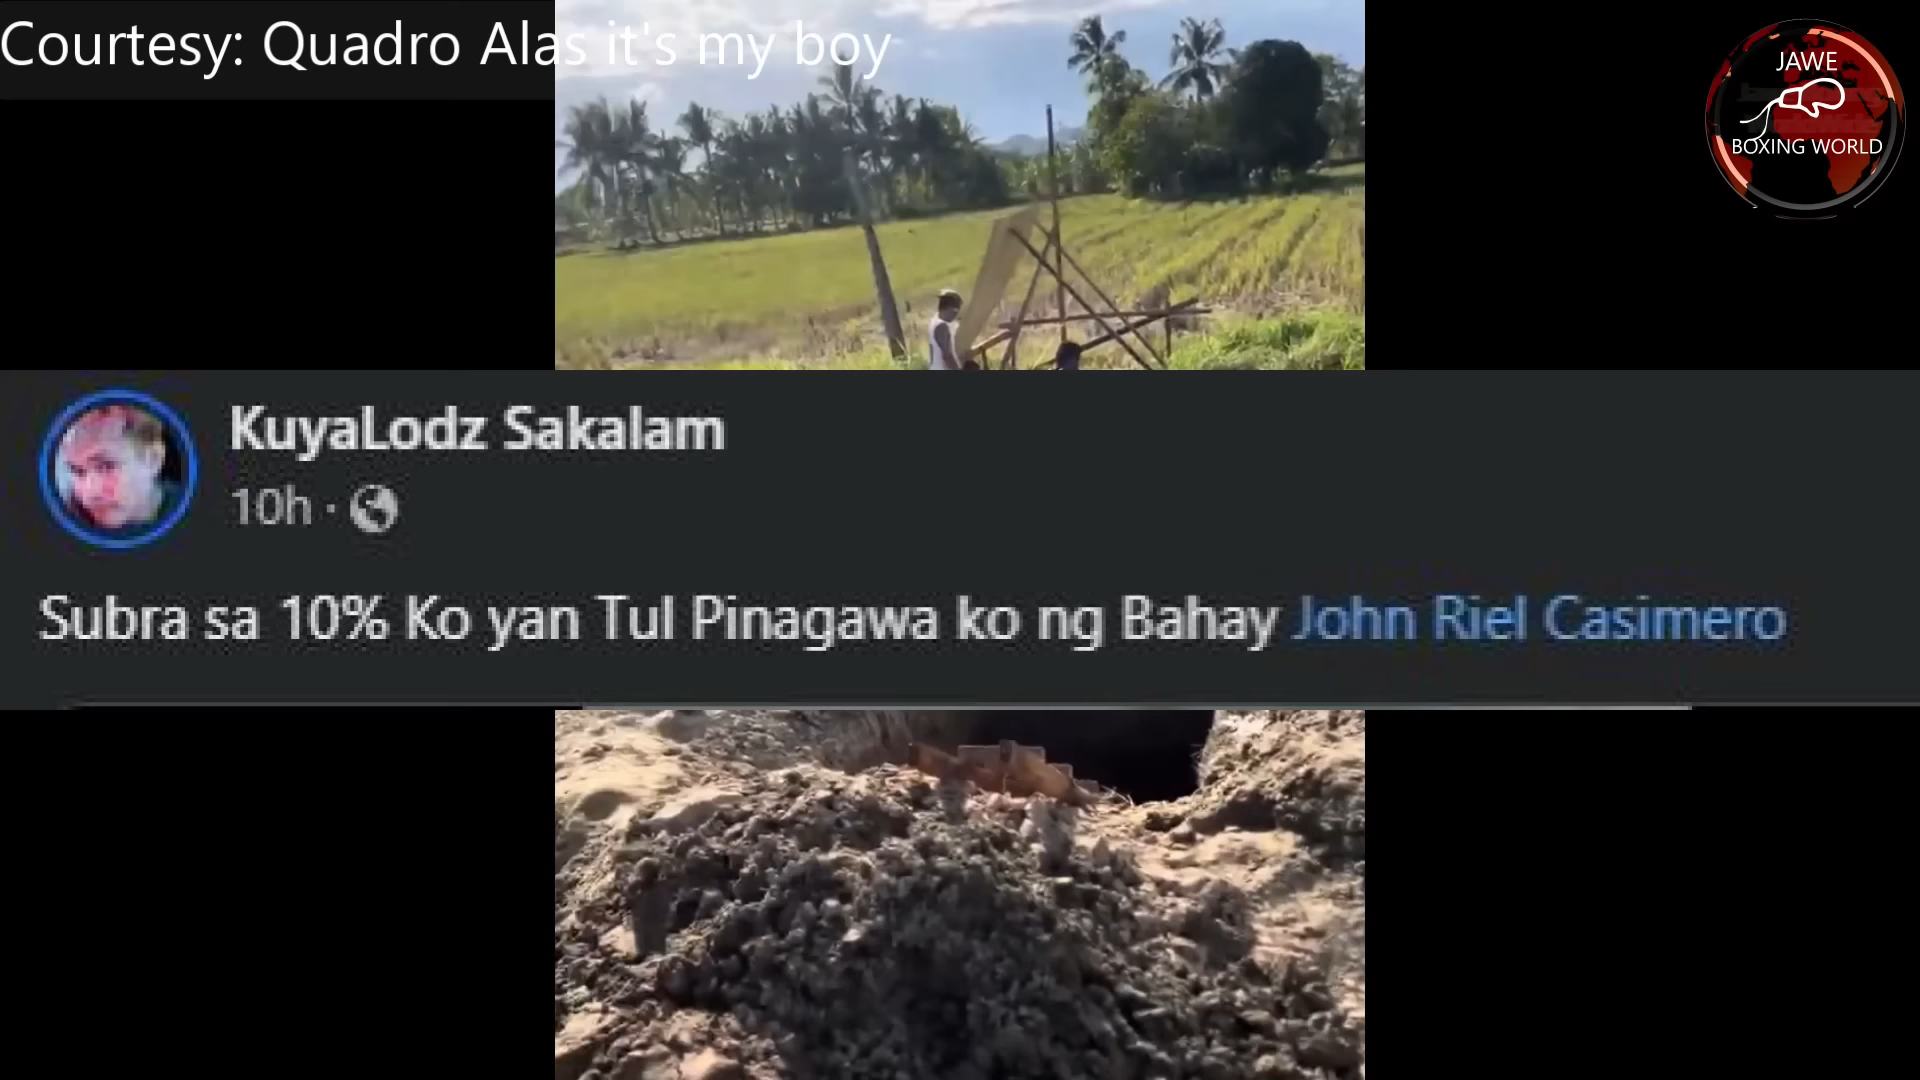 Courtesy: Quadro Alas it's my boy
JAWE
BOXING WORLD
KuyaLodz Sakalam
10h ·
Subra sa 10% Ko yan Tul Pinagawa ko ng Bahay John Riel Casimero